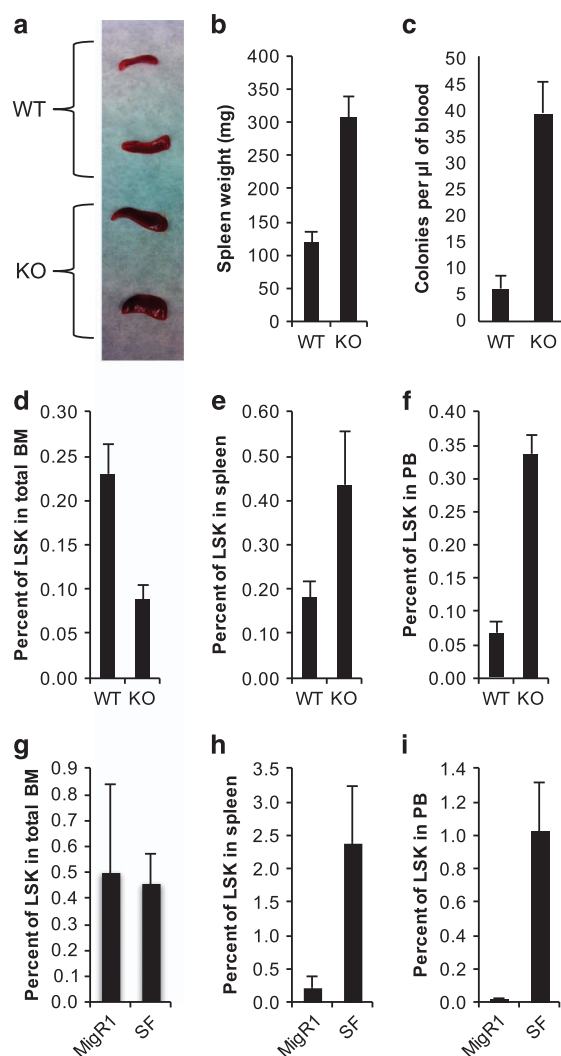 a
WT
KO
b
Spleen weight (mg)
400
350
300
250
200
150
100
50
0
WT KO
c
Colonies per µl of blood
50
45
40
35
30
25
20
15
10
5
0
WT KO
d
Percent of LSK in total BM
0.30
0.25
0.20
0.15
0.10
0.05
0.00
WT KO
e
Percent of LSK in spleen
0.60
0.50
0.40
0.30
0.20
0.10
0.00
WT KO
f
Percent of LSK in PB
0.40
0.35
0.30
0.25
0.20
0.15
0.10
0.05
0.00
WT KO
g
Percent of LSK in total BM
0.9
0.8
0.7
0.6
0.5
0.4
0.3
0.2
0.1
0.0
MigR1 SF
h
Percent of LSK in spleen
3.5
3.0
2.5
2.0
1.5
1.0
0.5
0.0
MigR1 SF
i
Percent of LSK in PB
1.4
1.2
1.0
0.8
0.6
0.4
0.2
0.0
MigR1 SF